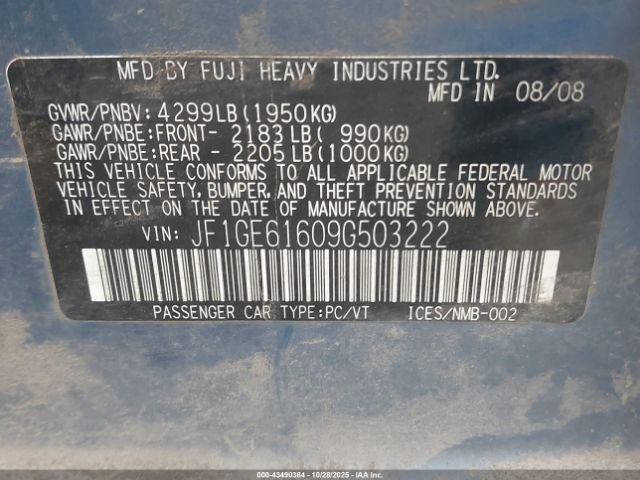 MFD BY FUJI HEAVY INDUSTRIES LTD.
MFD IN 08/08
GVWR/PNBV: 4299LB (1950KG)
GAWR/PNBE: FRONT- 2183 LB ( 990KG)
GAWR/PNBE: REAR - 2205 LB (1000KG)
THIS VEHICLE CONFORMS TO ALL APPLICABLE FEDERAL MOTOR
VEHICLE SAFETY, BUMPER, AND THEFT PREVENTION STANDARDS
IN EFFECT ON THE DATE OF MANUFACTURE SHOWN ABOVE.
VIN: JF1GE61609G503222
PASSENGER CAR TYPE: PC/VT ICES/NMB-002
000-43490384 | 10/28/2025 | IAAI.com